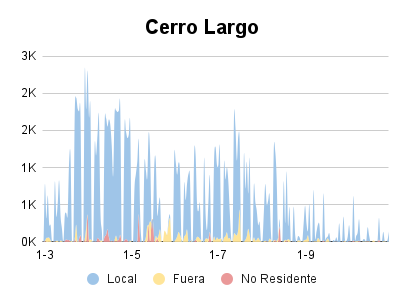 Cerro Largo
3K
2K
2K
1K
1K
0K
1-3
1-5
1-7
1-9
Local
Fuera
No Residente